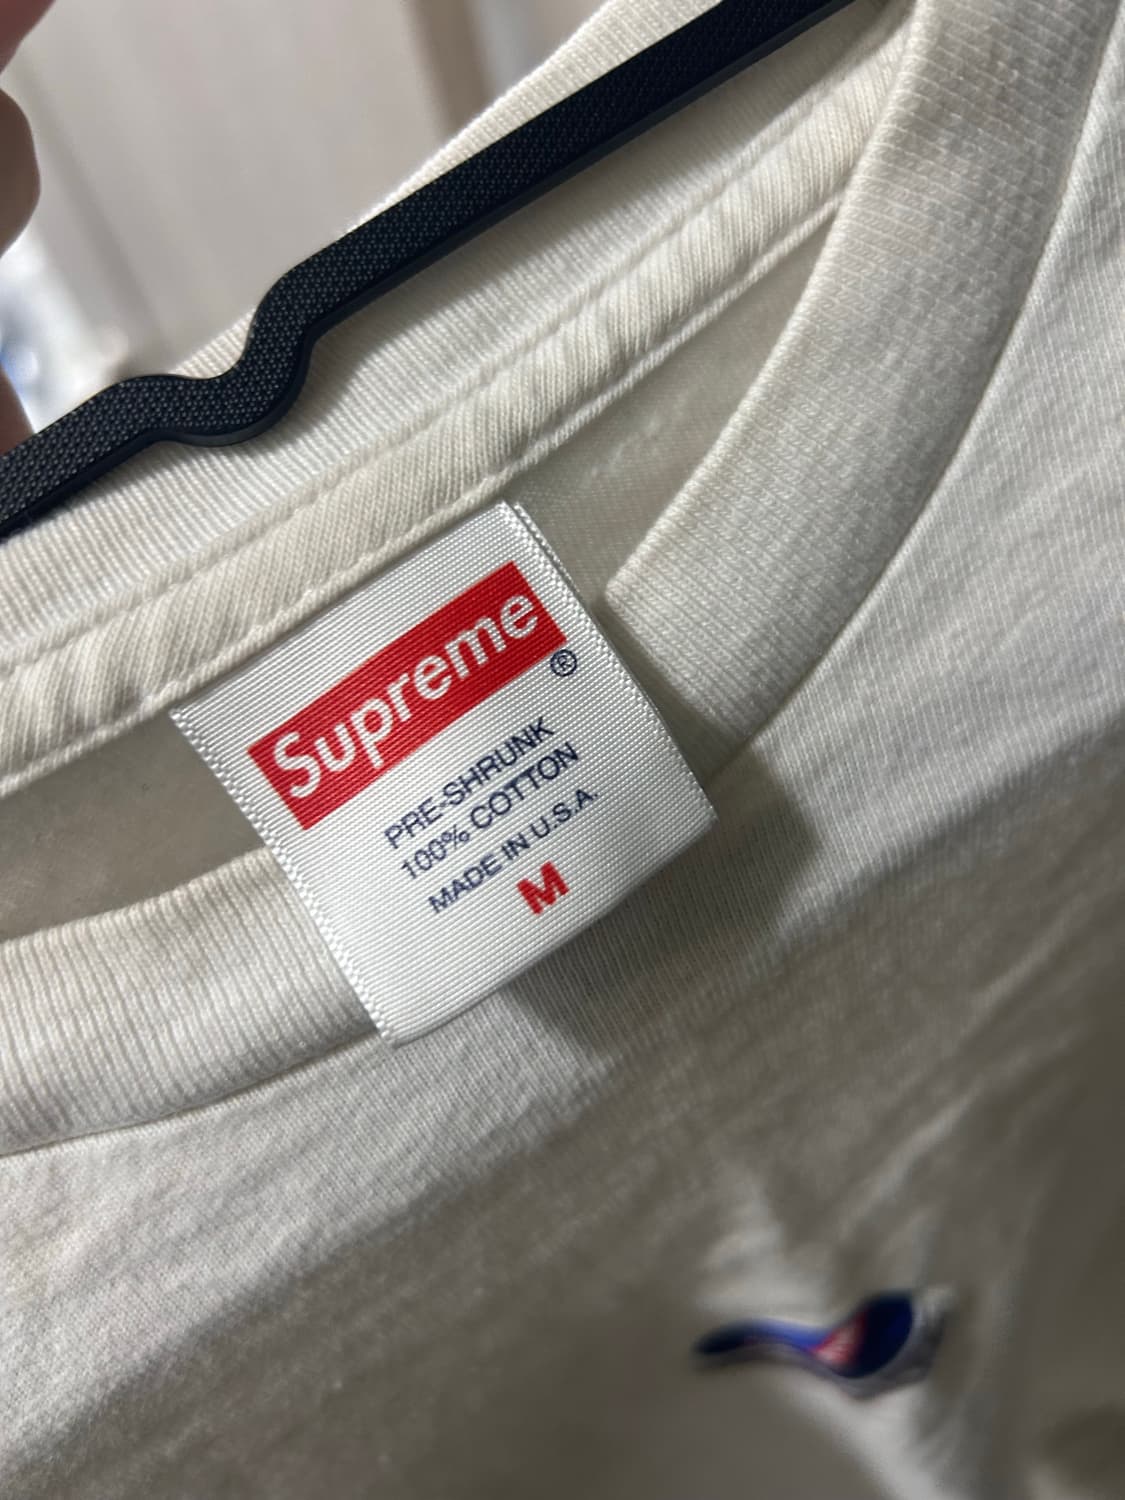 Supreme
®
PRE-SHRUNK
100% COTTON
MADE IN U.S.A.
M